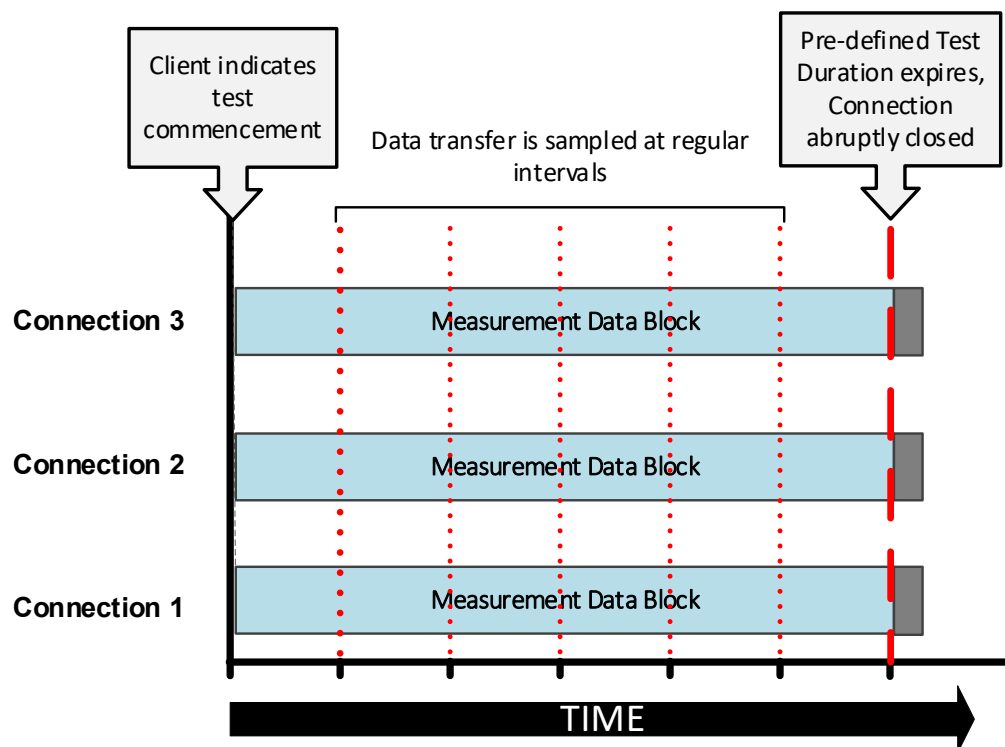 Client indicates
test
commencement
Pre-defined Test
Duration expires,
Connection
abruptly closed
Data transfer is sampled at regular
intervals
Connection 3
Measurement Data Block
Connection 2
Measurement Data Block
Connection 1
Measurement Data Block
TIME